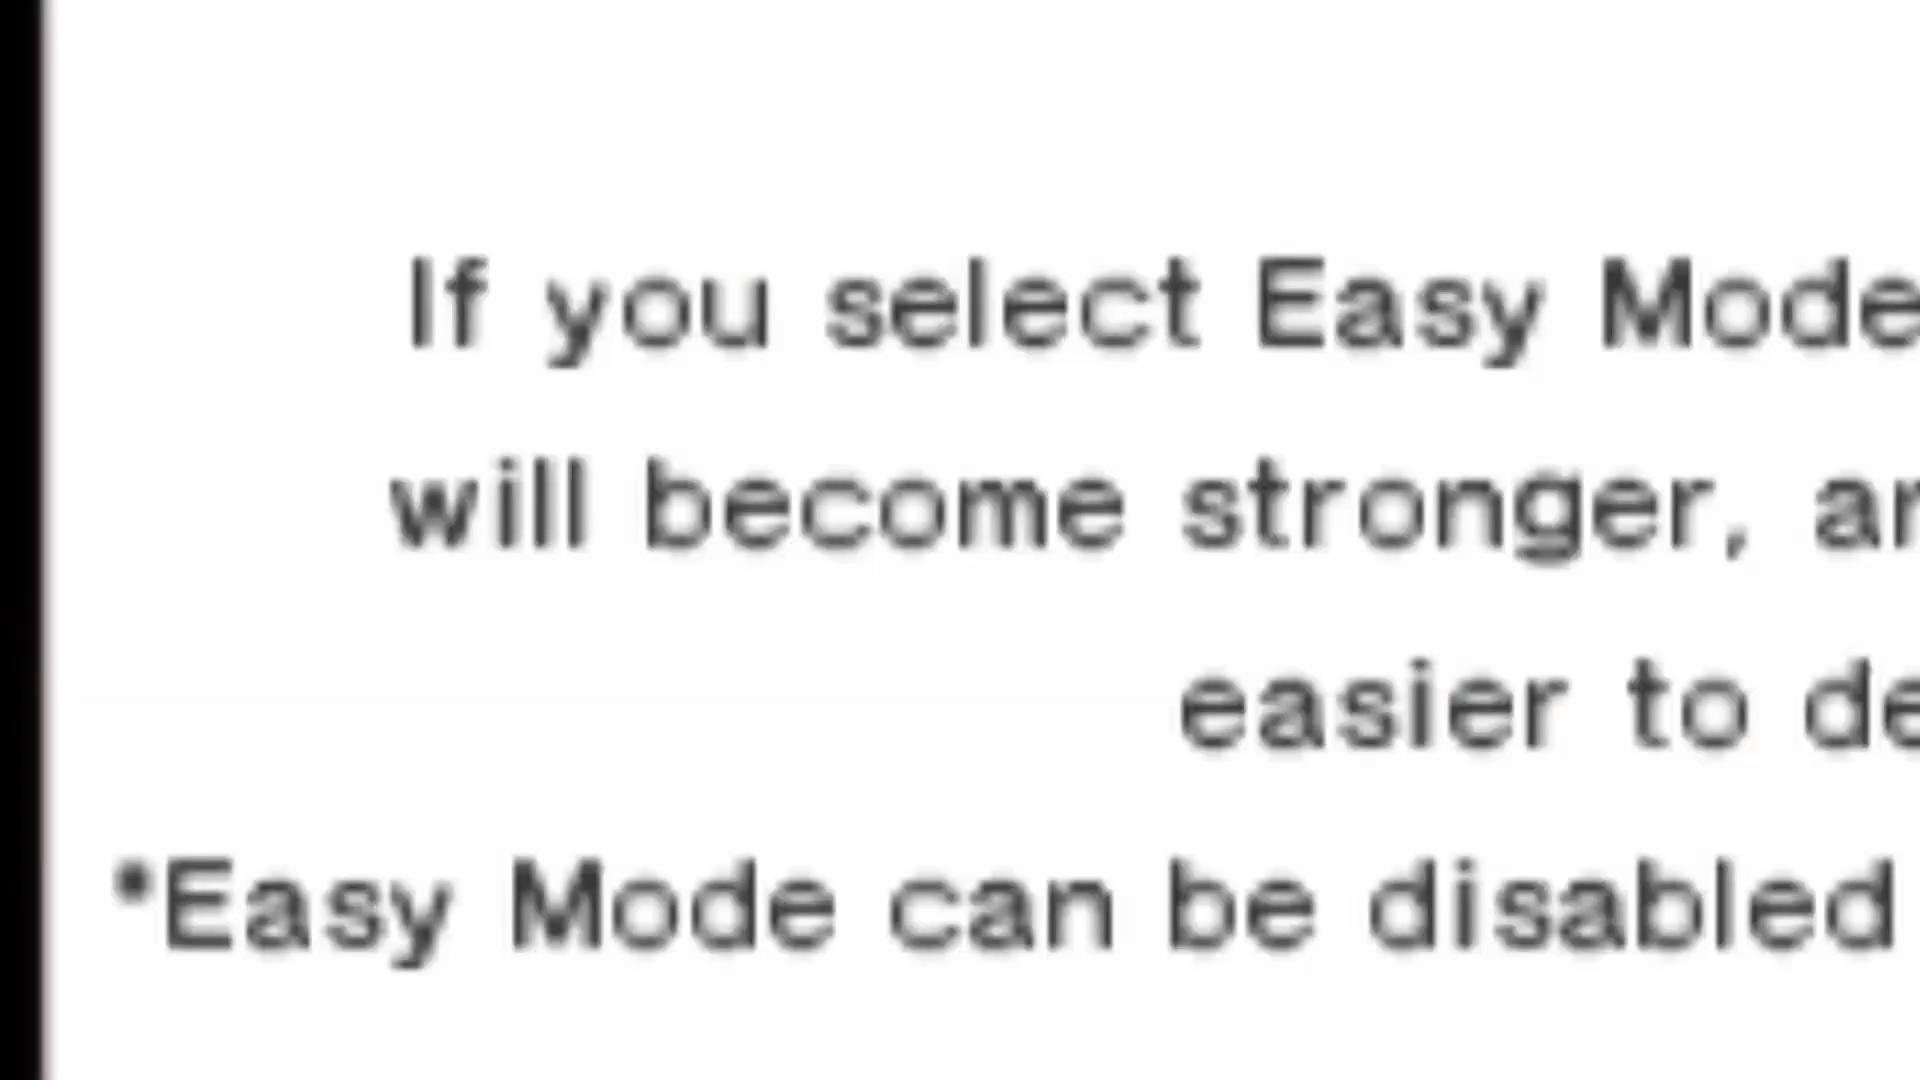 If you select Easy Mode
will become stronger,
easier to
*Easy Mode can be disabled